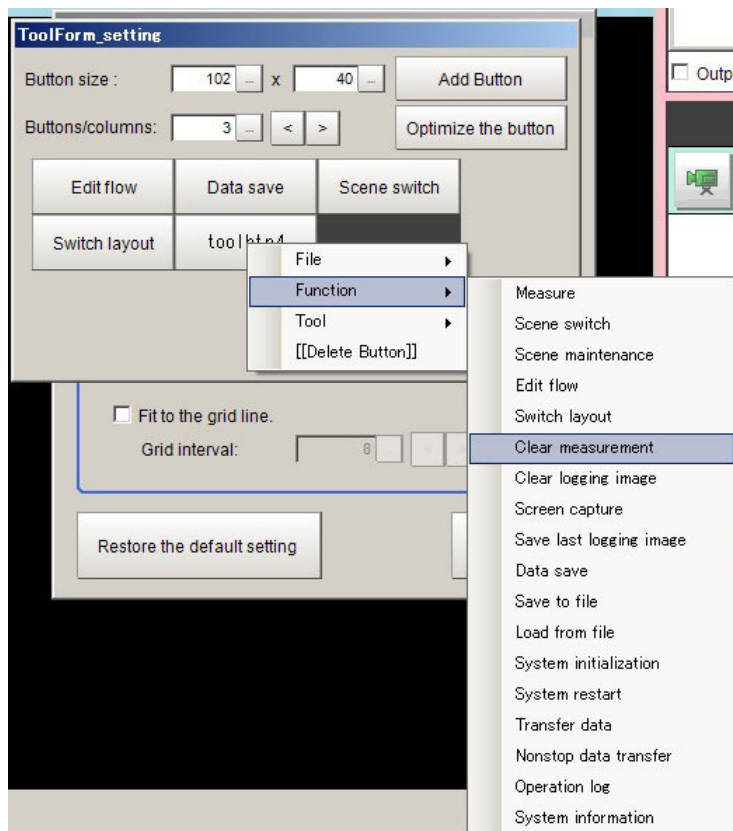 ToolForm_setting
Button size : 102 ... x 40 ... Add Button
Outp
Buttons/columns: 3 ... < > Optimize the button
Edit flow Data save Scene switch
Switch layout toolbtn4
File
Function
Tool
[[Delete Button]]
Measure
Scene switch
Scene maintenance
Edit flow
Switch layout
Clear measurement
Clear logging image
Screen capture
Save last logging image
Data save
Save to file
Load from file
System initialization
System restart
Transfer data
Nonstop data transfer
Operation log
System information
Fit to the grid line.
Grid interval: 8 ... <
Restore the default setting